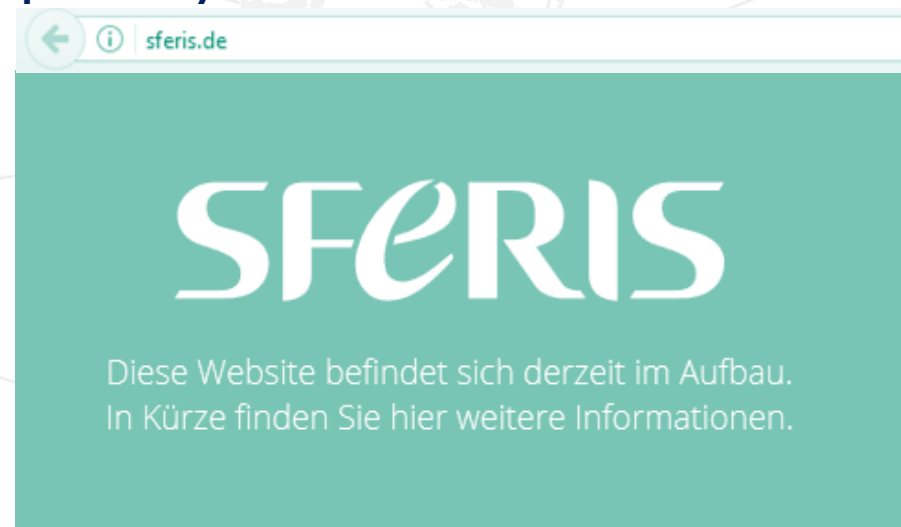 sferis.de
SFeRIS
Diese Website befindet sich derzeit im Aufbau.
In Kürze finden Sie hier weitere Informationen.